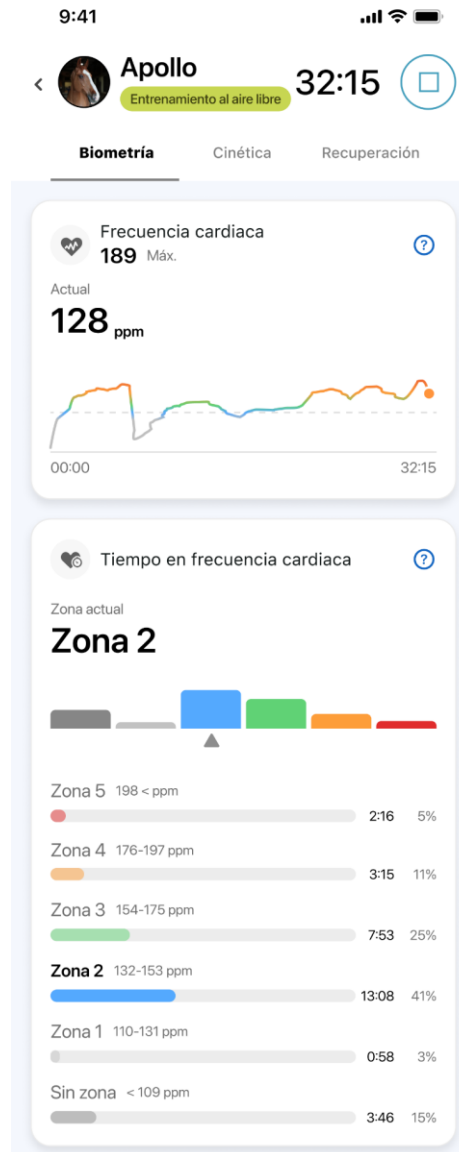 9:41
Apollo
Entrenamiento al aire libre
32:15
Biometría Cinética Recuperación
Frecuencia cardiaca
189 Máx.
?
Actual
128 ppm
00:00 32:15
Tiempo en frecuencia cardiaca
?
Zona actual
Zona 2
Zona 5 198 < ppm
2:16 5%
Zona 4 176-197 ppm
3:15 11%
Zona 3 154-175 ppm
7:53 25%
Zona 2 132-153 ppm
13:08 41%
Zona 1 110-131 ppm
0:58 3%
Sin zona < 109 ppm
3:46 15%